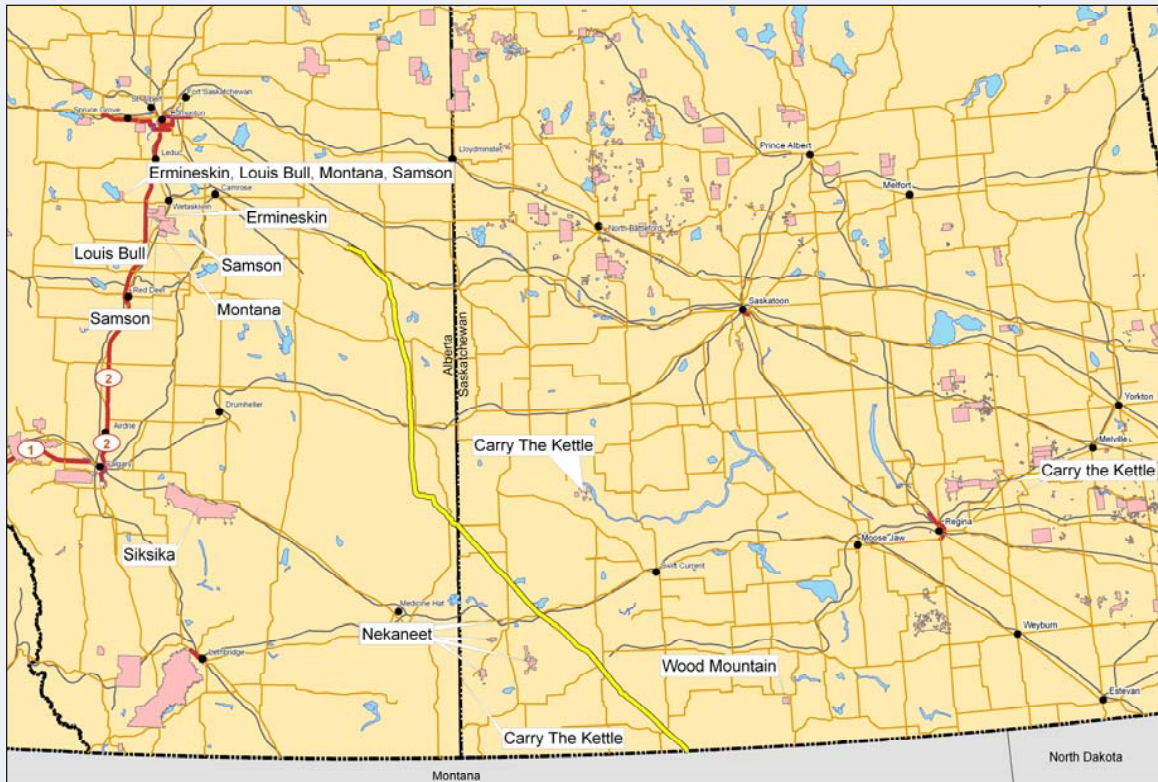 St. Albert
Fort Saskatchewan
Spruce Grove
Edmonton
Leduc
Lloydminster
Prince Albert
Ermineskin, Louis Bull, Montana, Samson
Camrose
Melfort
Wetaskiwin
Ermineskin
North Battleford
Louis Bull
Samson
Red Deer
Montana
Samson
Saskatoon
Alberta
Saskatchewan
2
Drumheller
Yorkton
Airdrie
2
1
Calgary
Melville
Carry The Kettle
Carry the Kettle
Regina
Siksika
Moose Jaw
Swift Current
Medicine Hat
Nekaneet
Weyburn
Lethbridge
Wood Mountain
Estevan
Carry The Kettle
North Dakota
Montana